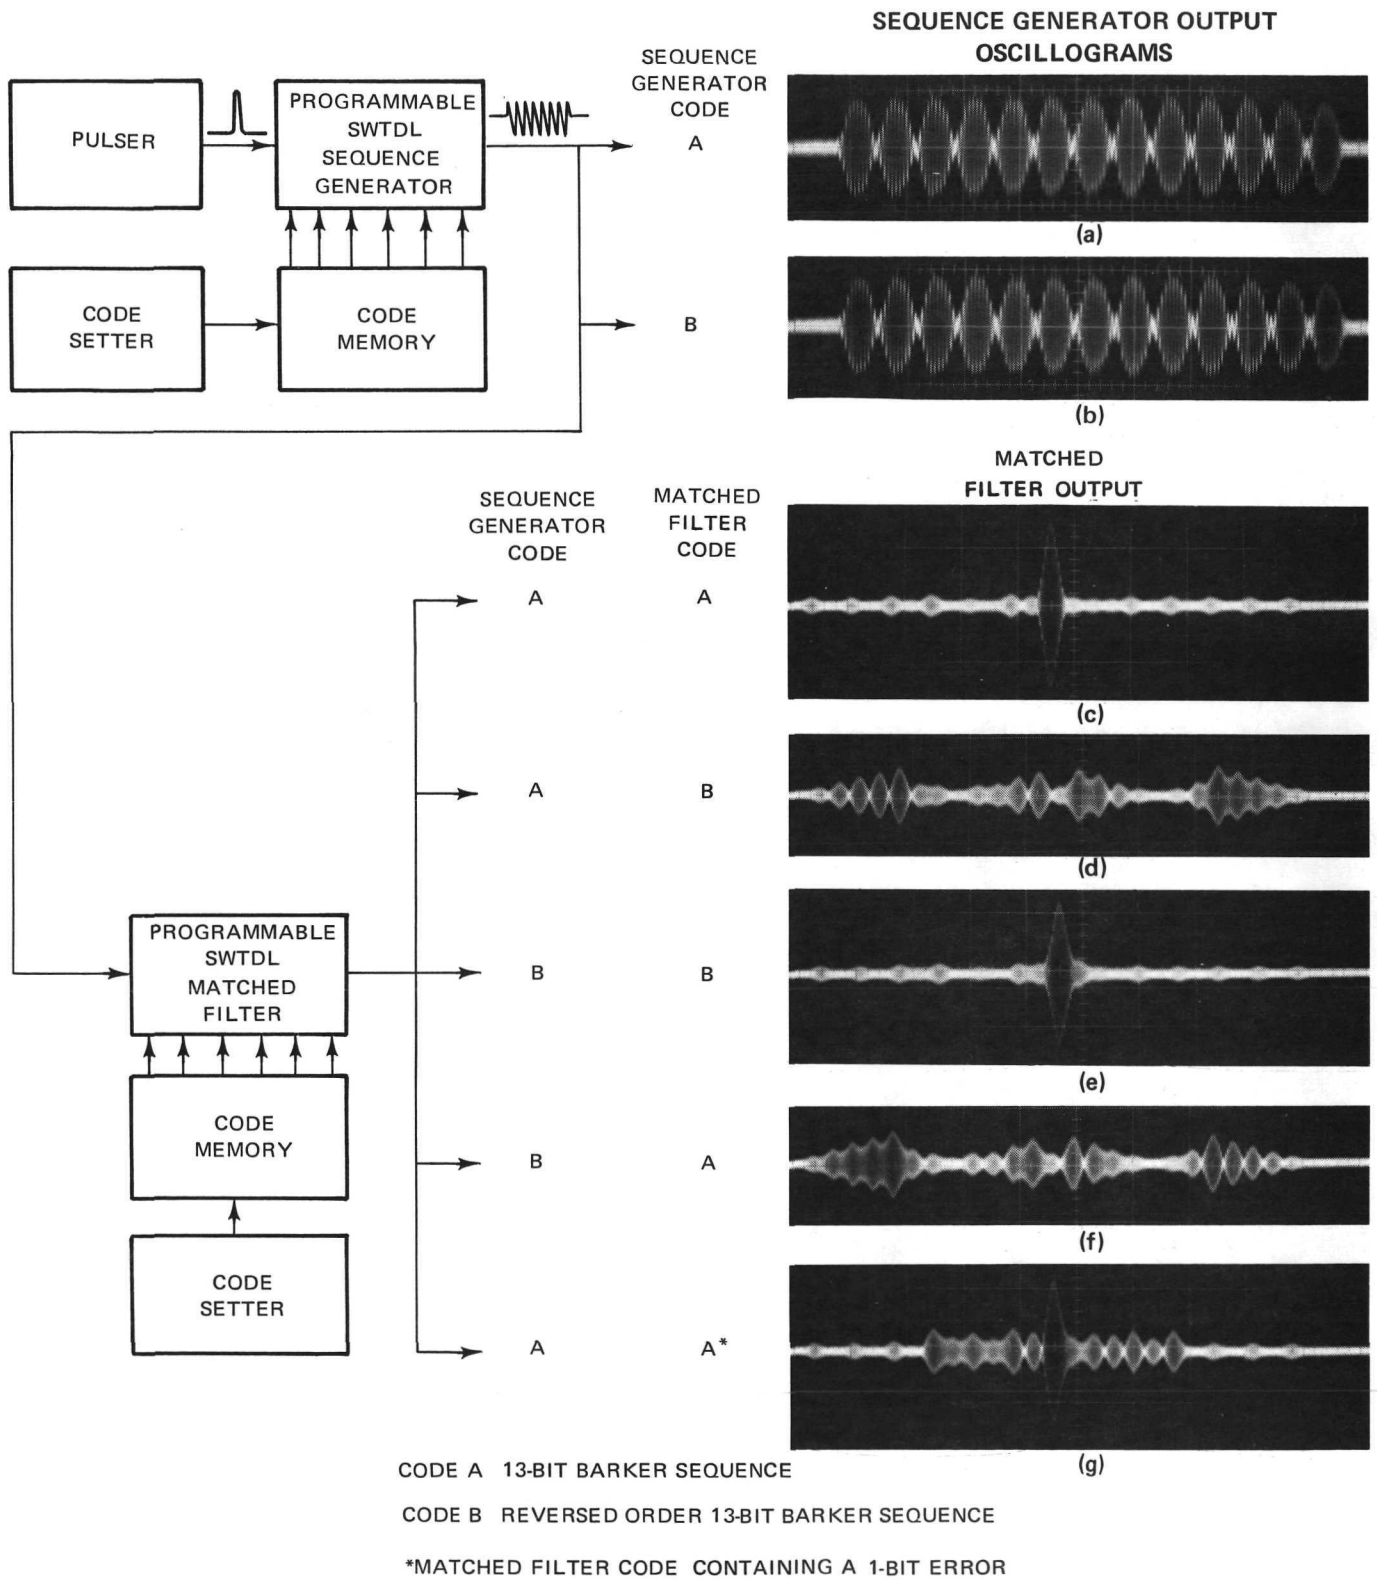 SEQUENCE GENERATOR OUTPUT
OSCILLOGRAMS
SEQUENCE
GENERATOR
CODE
PULSER
PROGRAMMABLE
SWTDL
SEQUENCE
GENERATOR
A
(a)
CODE
SETTER
CODE
MEMORY
B
(b)
MATCHED
FILTER OUTPUT
SEQUENCE
GENERATOR
CODE
MATCHED
FILTER
CODE
A
A
(c)
A
B
(d)
PROGRAMMABLE
SWTDL
MATCHED
FILTER
B
B
(e)
CODE
MEMORY
B
A
(f)
CODE
SETTER
A
A*
(g)
CODE A 13-BIT BARKER SEQUENCE
CODE B REVERSED ORDER 13-BIT BARKER SEQUENCE
*MATCHED FILTER CODE CONTAINING A 1-BIT ERROR